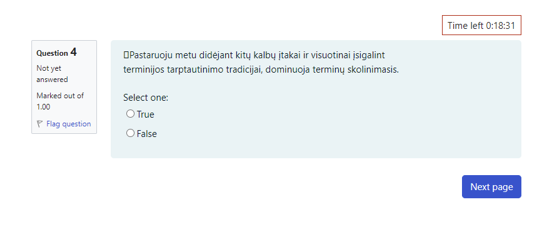 Time left 0:18:31
Question 4
Not yet
answered
Marked out of
1.00
Flag question
Pastaruoju metu didėjant kitų kalbų įtakai ir visuotinai įsigalint
terminijos tarptautinimo tradicijai, dominuoja terminų skolinimasis.
Select one:
True
False
Next page